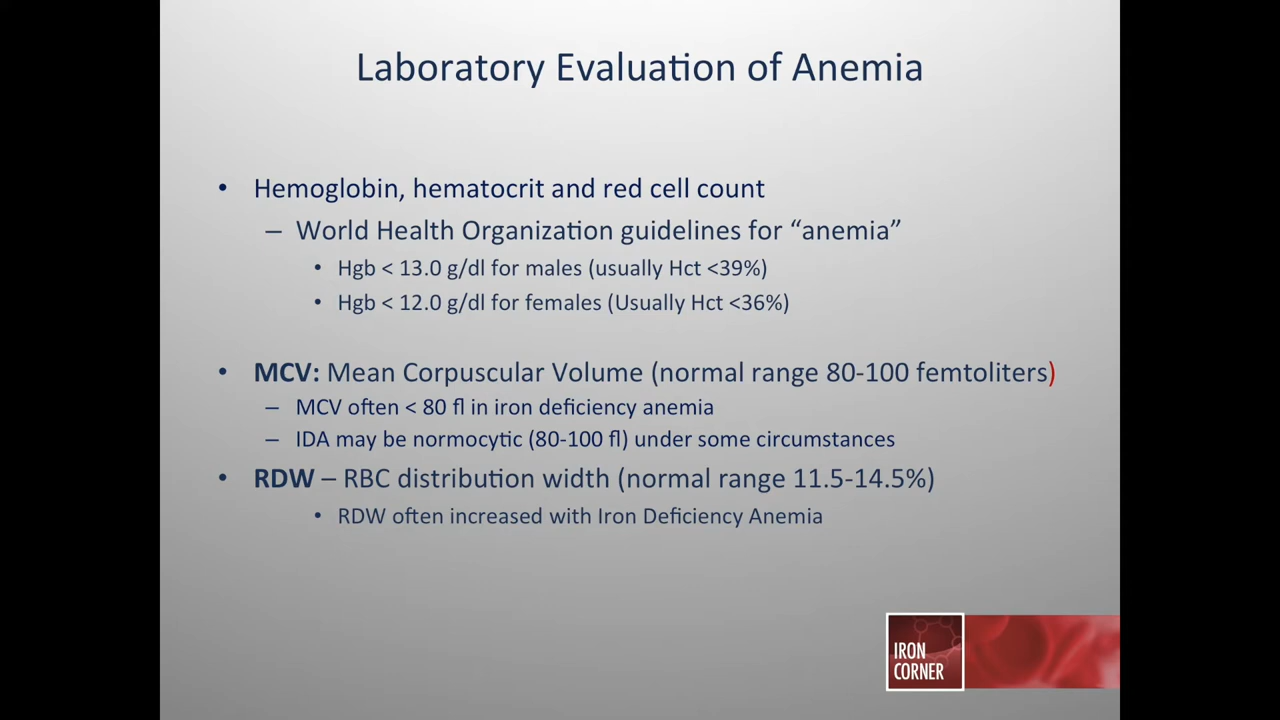 Laboratory Evaluation of Anemia
• Hemoglobin, hematocrit and red cell count
– World Health Organization guidelines for “anemia”
• Hgb < 13.0 g/dl for males (usually Hct <39%)
• Hgb < 12.0 g/dl for females (Usually Hct <36%)
• MCV: Mean Corpuscular Volume (normal range 80-100 femtoliters)
– MCV often < 80 fl in iron deficiency anemia
– IDA may be normocytic (80-100 fl) under some circumstances
• RDW – RBC distribution width (normal range 11.5-14.5%)
• RDW often increased with Iron Deficiency Anemia
IRON
CORNER